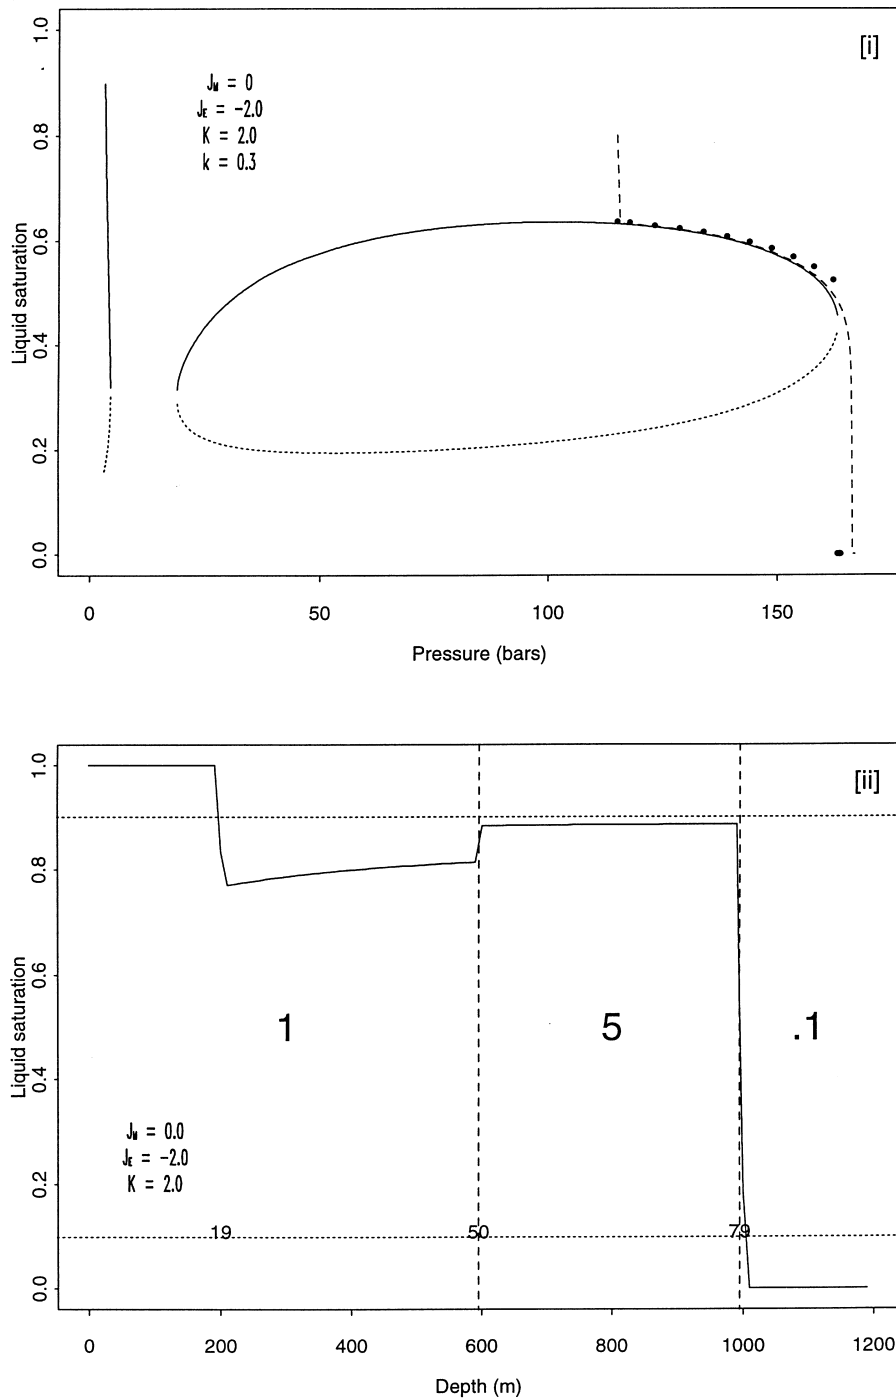 [i]
J_M = 0
J_E = -2.0
K = 2.0
k = 0.3
Liquid saturation
1.0
0.8
0.6
0.4
0.2
0.0
0
50
100
150
Pressure (bars)
[ii]
1
5
.1
J_M = 0.0
J_E = -2.0
K = 2.0
19
50
79
Liquid saturation
1.0
0.8
0.6
0.4
0.2
0.0
0
200
400
600
800
1000
1200
Depth (m)